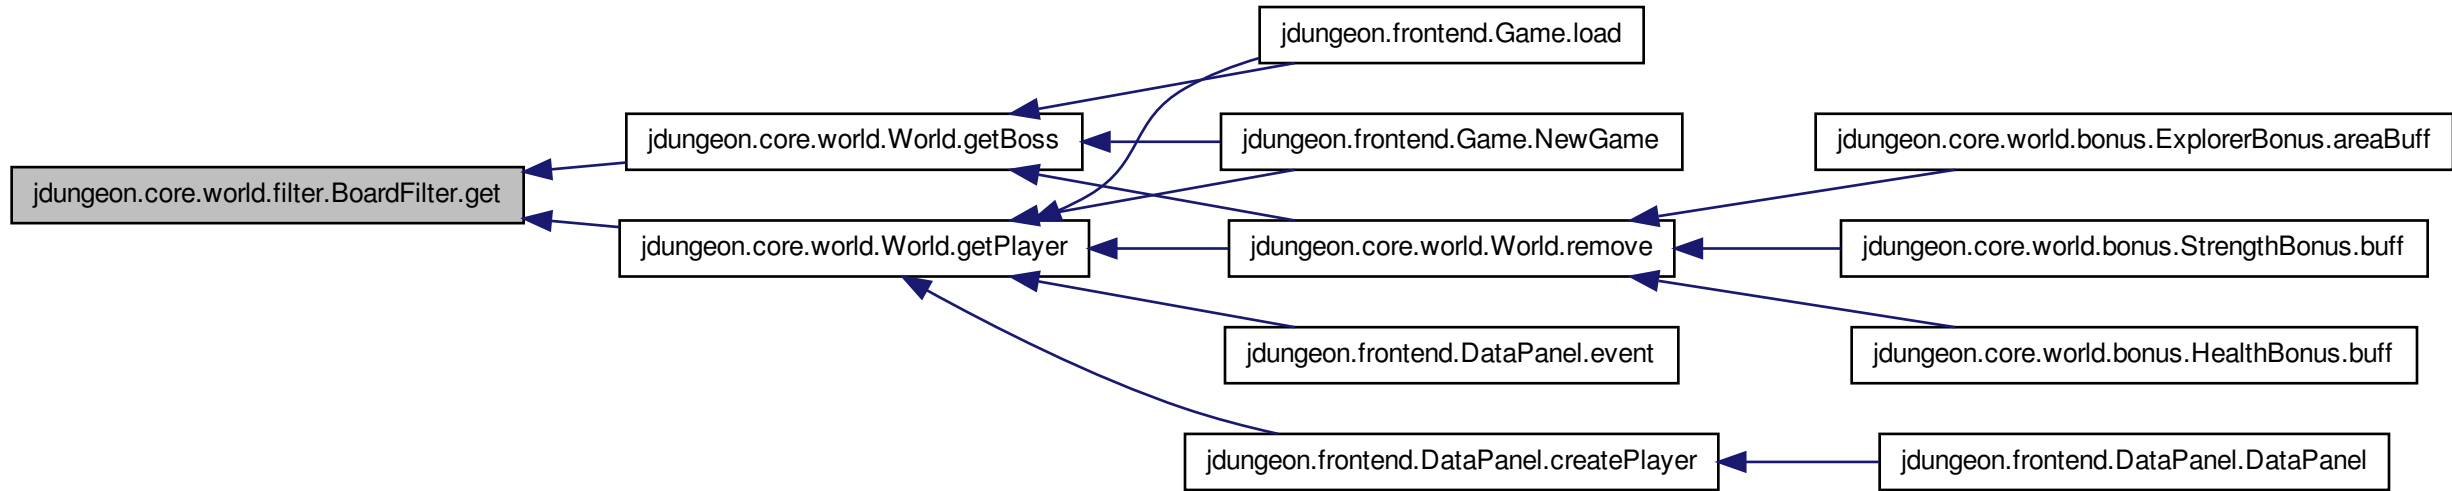 jdungeon.core.world.filter.BoardFilter.get
jdungeon.core.world.World.getBoss
jdungeon.core.world.World.getPlayer
jdungeon.frontend.Game.load
jdungeon.frontend.Game.NewGame
jdungeon.core.world.World.remove
jdungeon.frontend.DataPanel.event
jdungeon.frontend.DataPanel.createPlayer
jdungeon.core.world.bonus.ExplorerBonus.areaBuff
jdungeon.core.world.bonus.StrengthBonus.buff
jdungeon.core.world.bonus.HealthBonus.buff
jdungeon.frontend.DataPanel.DataPanel